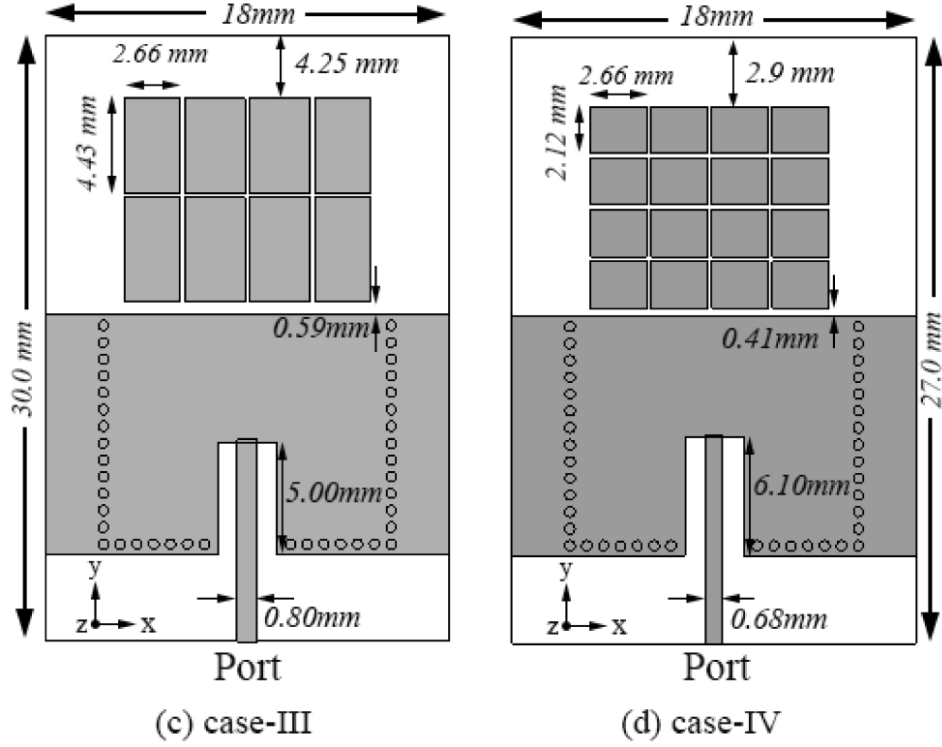 18mm
2.66 mm
4.25 mm
4.43 mm
0.59mm
30.0 mm
5.00mm
y
z
x
0.80mm
Port
(c) case-III
18mm
2.66 mm
2.9 mm
2.12 mm
0.41mm
27.0 mm
6.10mm
y
z
x
0.68mm
Port
(d) case-IV